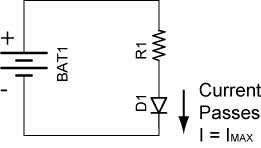 +
BAT1
-
R1
D1
Current
Passes
I = IMAX